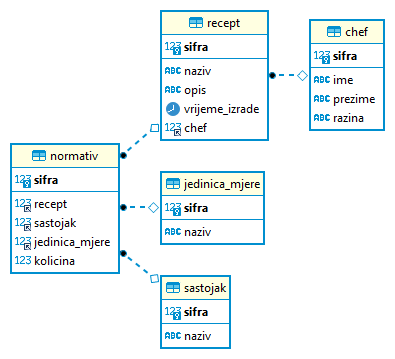 recept
123 sifra
ABC naziv
ABC opis
vrijeme_izrade
123 chef
chef
123 sifra
ABC ime
ABC prezime
ABC razina
normativ
123 sifra
123 recept
123 sastojak
123 jedinica_mjere
123 kolicina
jedinica_mjere
123 sifra
ABC naziv
sastojak
123 sifra
ABC naziv